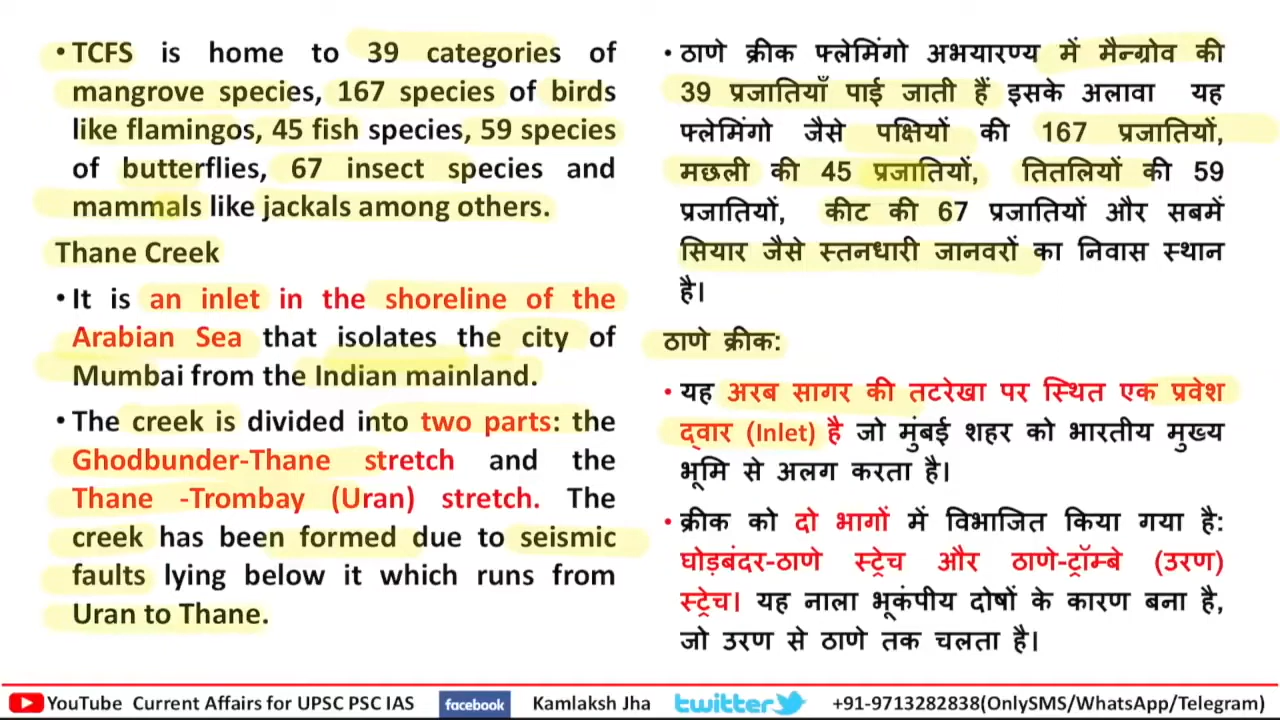 • TCFS is home to 39 categories of
mangrove species, 167 species of birds
like flamingos, 45 fish species, 59 species
of butterflies, 67 insect species and
mammals like jackals among others.
Thane Creek
• It is an inlet in the shoreline of the
Arabian Sea that isolates the city of
Mumbai from the Indian mainland.
• The creek is divided into two parts: the
Ghodbunder-Thane stretch and the
Thane -Trombay (Uran) stretch. The
creek has been formed due to seismic
faults lying below it which runs from
Uran to Thane.
• ठाणे क्रीक फ्लेमिंगो अभयारण्य में मैन्ग्रोव की
39 प्रजातियाँ पाई जाती हैं इसके अलावा यह
फ्लेमिंगो जैसे पक्षियों की 167 प्रजातियों,
मछली की 45 प्रजातियों, तितलियों की 59
प्रजातियों, कीट की 67 प्रजातियों और सबमें
सियार जैसे स्तनधारी जानवरों का निवास स्थान
है।
ठाणे क्रीक:
• यह अरब सागर की तटरेखा पर स्थित एक प्रवेश
द्वार (Inlet) है जो मुंबई शहर को भारतीय मुख्य
भूमि से अलग करता है।
• क्रीक को दो भागों में विभाजित किया गया है:
घोड़बंदर-ठाणे स्ट्रेच और ठाणे-ट्रॉम्बे (उरण)
स्ट्रेच। यह नाला भूकंपीय दोषों के कारण बना है,
जो उरण से ठाणे तक चलता है।
YouTube Current Affairs for UPSC PSC IAS facebook Kamlaksh Jha twitter +91-9713282838(OnlySMS/WhatsApp/Telegram)